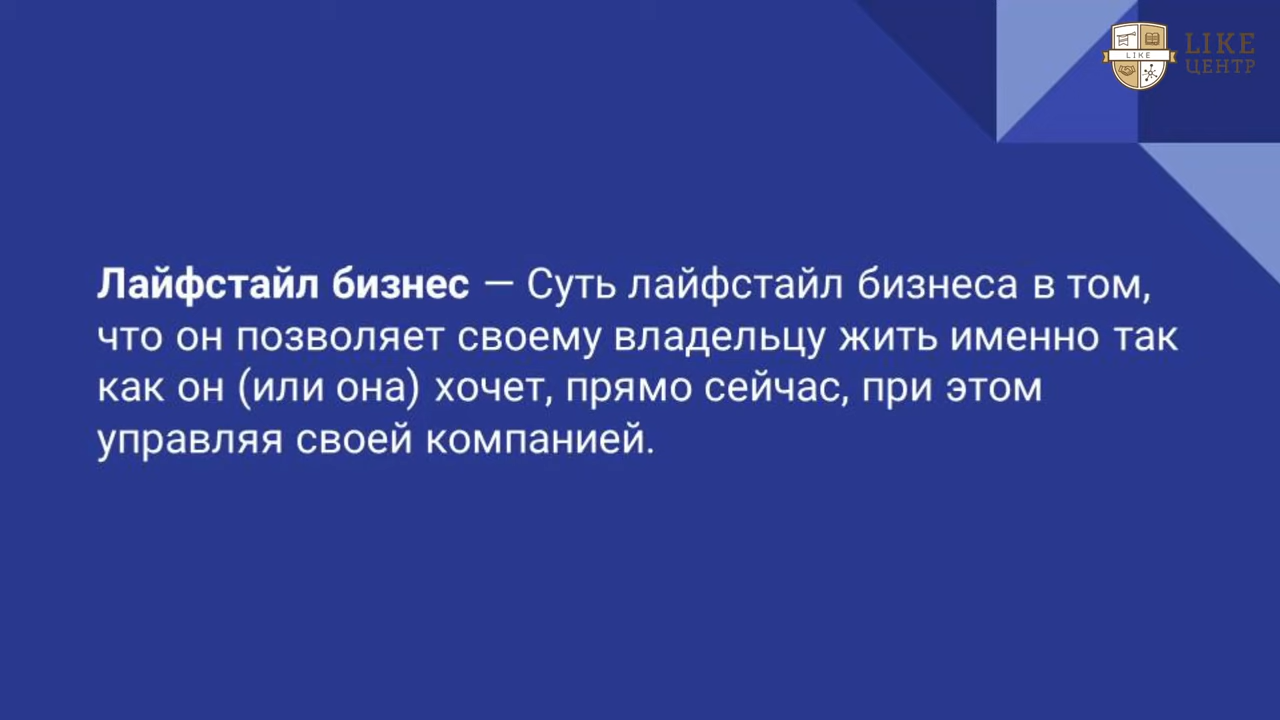 LIKE
LIKE
ЦЕНТР
Лайфстайл бизнес — Суть лайфстайл бизнеса в том,
что он позволяет своему владельцу жить именно так
как он (или она) хочет, прямо сейчас, при этом
управляя своей компанией.